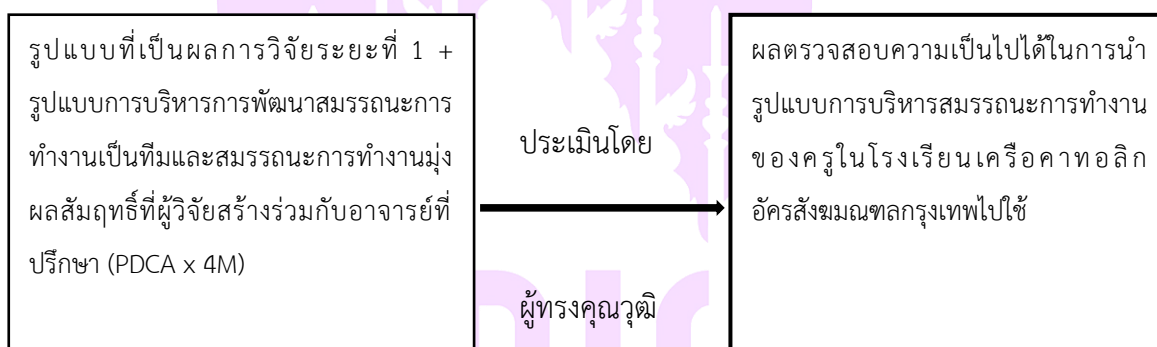 รูปแบบที่เป็นผลการวิจัยระยะที่ 1 +
รูปแบบการบริหารการพัฒนาสมรรถนะการ
ทำงานเป็นทีมและสมรรถนะการทำงานมุ่ง
ผลสัมฤทธิ์ที่ผู้วิจัยสร้างร่วมกับอาจารย์ที่
ปรึกษา (PDCA x 4M)
ประเมินโดย
ผู้ทรงคุณวุฒิ
ผลตรวจสอบความเป็นไปได้ในการนำ
รูปแบบการบริหารสมรรถนะการทำงาน
ของครูในโรงเรียนเครือคาทอลิก
อัครสังฆมณฑลกรุงเทพไปใช้